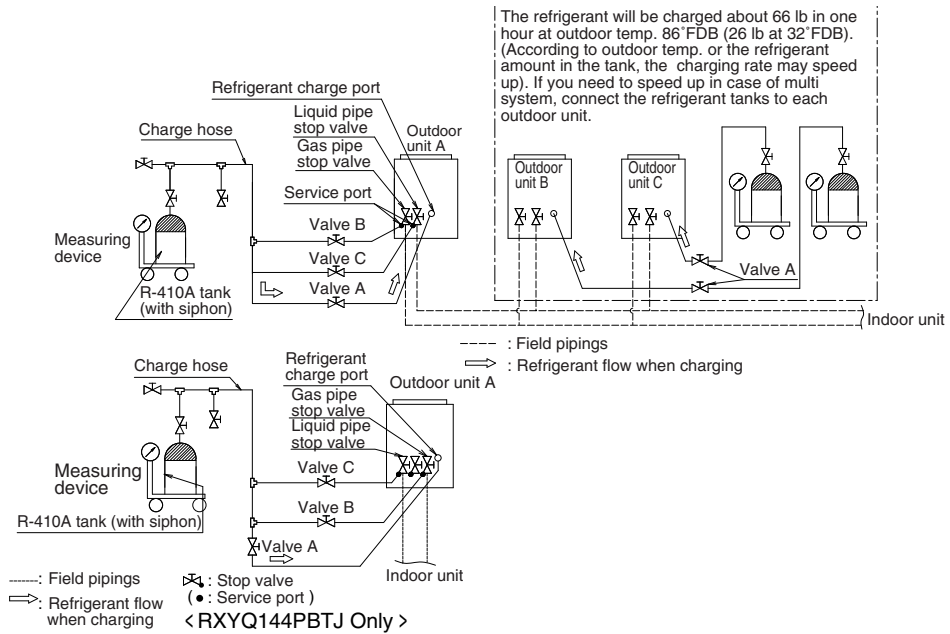 The refrigerant will be charged about 66 lb in one
hour at outdoor temp. 86˚FDB (26 lb at 32˚FDB).
(According to outdoor temp. or the refrigerant
amount in the tank, the charging rate may speed
up). If you need to speed up in case of multi
system, connect the refrigerant tanks to each
outdoor unit.
Refrigerant charge port
Liquid pipe
stop valve
Gas pipe
stop valve
Charge hose
Outdoor
unit A
Service port
Valve B
Valve C
Valve A
Measuring
device
R-410A tank
(with siphon)
Outdoor
unit B
Outdoor
unit C
Valve A
Indoor unit
: Field pipings
: Refrigerant flow when charging
Charge hose
Refrigerant
charge port
Gas pipe
stop valve
Liquid pipe
stop valve
Outdoor unit A
Valve C
Valve B
Valve A
Measuring
device
R-410A tank (with siphon)
Indoor unit
: Field pipings
: Refrigerant flow
when charging
: Stop valve
( ● : Service port )
< RXYQ144PBTJ Only >